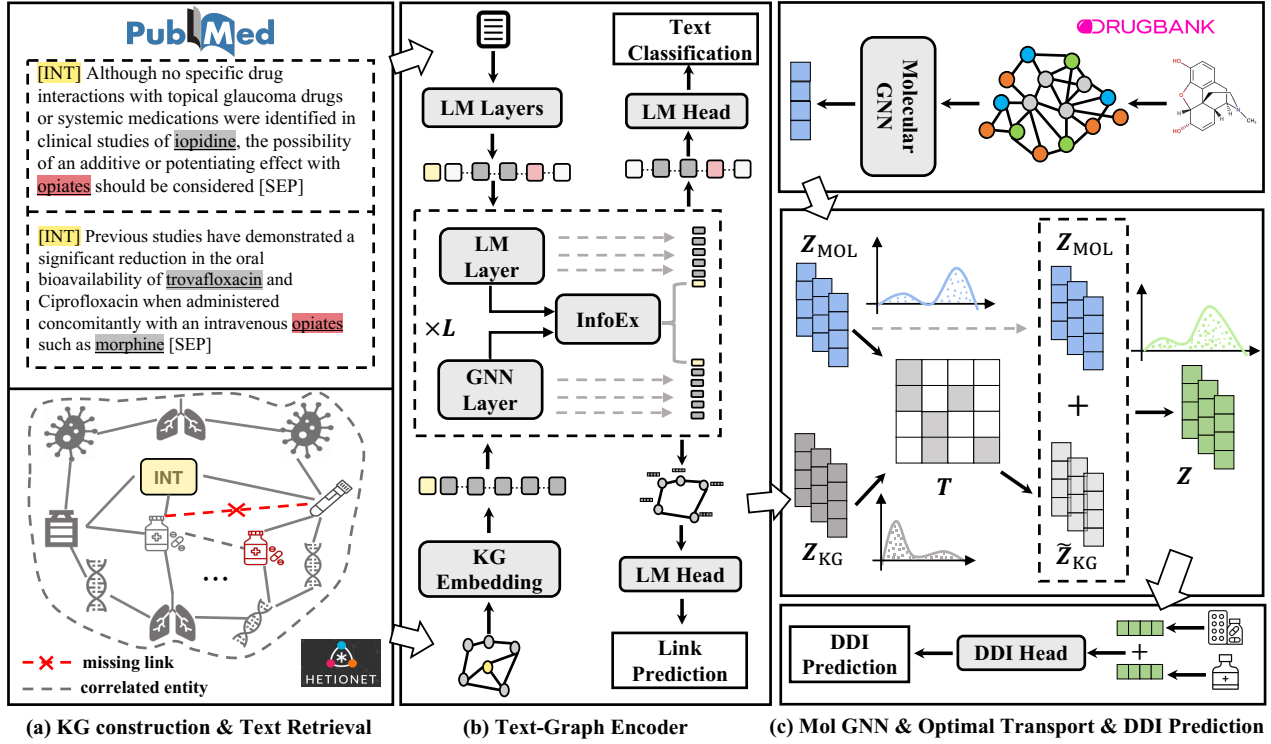 PubMed
[INT] Although no specific drug
interactions with topical glaucoma drugs
or systemic medications were identified in
clinical studies of iopidine, the possibility
of an additive or potentiating effect with
opiates should be considered [SEP]
[INT] Previous studies have demonstrated a
significant reduction in the oral
bioavailability of trovafloxacin and
Ciprofloxacin when administered
concomitantly with an intravenous opiates
such as morphine [SEP]
INT
...
missing link
correlated entity
HETIONET
(a) KG construction & Text Retrieval
LM Layers
Text
Classification
LM Head
LM
Layer
InfoEx
×L
GNN
Layer
KG
Embedding
LM Head
Link
Prediction
(b) Text-Graph Encoder
DRUGBANK
Molecular
GNN
HO
O
H
N
CH₃
H
HO
Z_MOL
Z_MOL
T
+
Z
Z_KG
Z̃_KG
DDI
Prediction
DDI Head
+
(c) Mol GNN & Optimal Transport & DDI Prediction